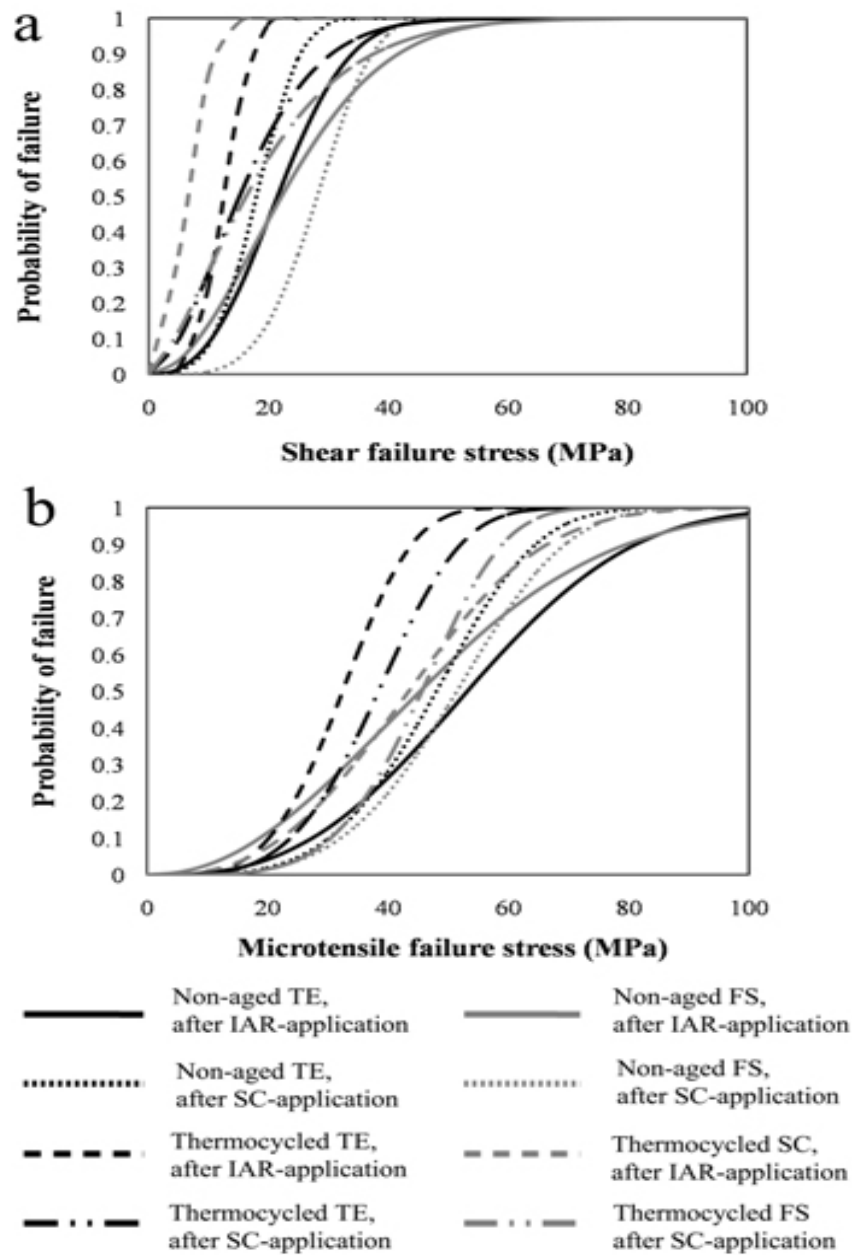 a
1
0.9
0.8
0.7
0.6
0.5
0.4
0.3
0.2
0.1
0
Probability of failure
0 20 40 60 80 100
Shear failure stress (MPa)
b
1
0.9
0.8
0.7
0.6
0.5
0.4
0.3
0.2
0.1
0
Probability of failure
0 20 40 60 80 100
Microtensile failure stress (MPa)
Non-aged TE,
after IAR-application
Non-aged FS,
after IAR-application
Non-aged TE,
after SC-application
Non-aged FS,
after SC-application
Thermocycled TE,
after IAR-application
Thermocycled SC,
after IAR-application
Thermocycled TE,
after SC-application
Thermocycled FS
after SC-application